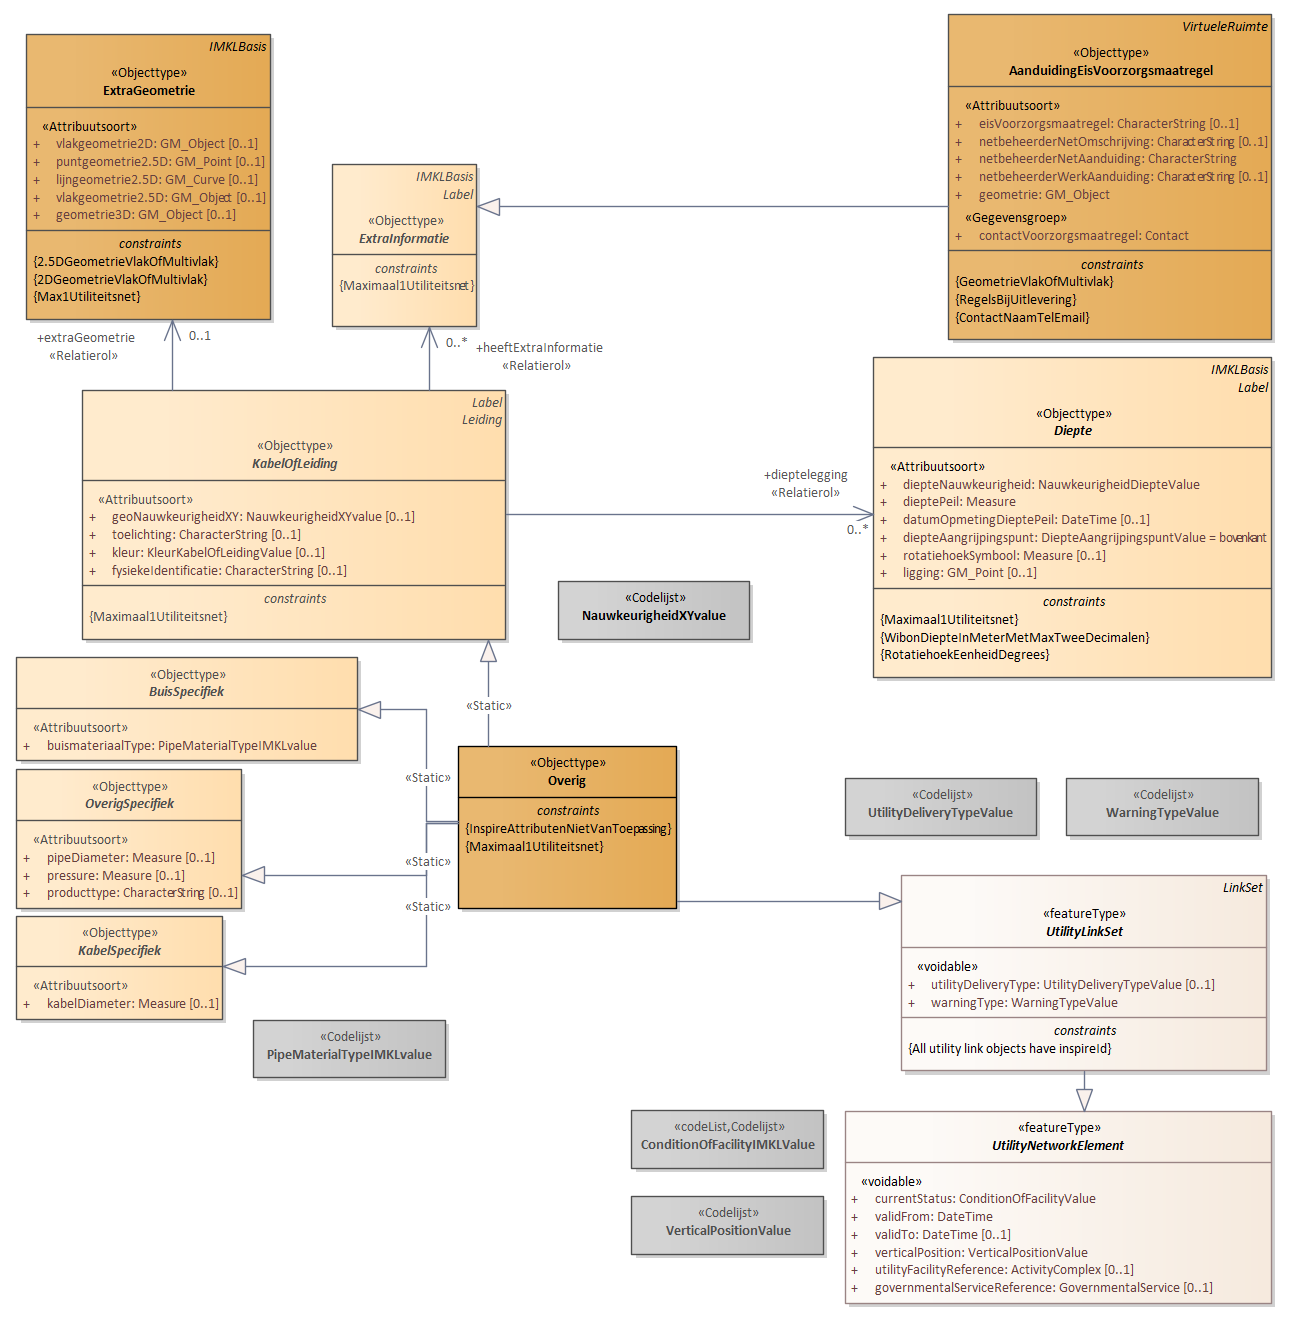 IMKLBasis
«Objecttype»
ExtraGeometrie
«Attribuutsoort»
+ vlakgeometrie2D: GM_Object [0..1]
+ puntgeometrie2.5D: GM_Point [0..1]
+ lijngeometrie2.5D: GM_Curve [0..1]
+ vlakgeometrie2.5D: GM_Object [0..1]
+ geometrie3D: GM_Object [0..1]
constraints
{2.5DGeometrieVlakOfMultivlak}
{2DGeometrieVlakOfMultivlak}
{Max1Utiliteitsnet}
VirtueleRuimte
«Objecttype»
AanduidingEisVoorzorgsmaatregel
«Attribuutsoort»
+ eisVoorzorgsmaatregel: CharacterString [0..1]
+ netbeheerderNetOmschrijving: CharacterString [0..1]
+ netbeheerderNetAanduiding: CharacterString
+ netbeheerderWerkAanduiding: CharacterString [0..1]
+ geometrie: GM_Object
«Gegevensgroep»
+ contactVoorzorgsmaatregel: Contact
constraints
{GeometrieVlakOfMultivlak}
{RegelsBijUitlevering}
{ContactNaamTelEmail}
IMKLBasis
Label
«Objecttype»
ExtraInformatie
constraints
{Maximaal1Utiliteitsnet}
+extraGeometrie
«Relatierol»
0..1
0..*
+heeftExtraInformatie
«Relatierol»
Label
Leiding
«Objecttype»
KabelOfLeiding
«Attribuutsoort»
+ geoNauwkeurigheidXY: NauwkeurigheidXYvalue [0..1]
+ toelichting: CharacterString [0..1]
+ kleur: KleurKabelOfLeidingValue [0..1]
+ fysiekeIdentificatie: CharacterString [0..1]
constraints
{Maximaal1Utiliteitsnet}
+dieptelegging
«Relatierol»
0..*
IMKLBasis
Label
«Objecttype»
Diepte
«Attribuutsoort»
+ diepteNauwkeurigheid: NauwkeurigheidDiepteValue
+ dieptePeil: Measure
+ datumOpmetingDieptePeil: DateTime [0..1]
+ diepteAangrijpingspunt: DiepteAangrijpingspuntValue = bovenkant
+ rotatiehoekSymbool: Measure [0..1]
+ ligging: GM_Point [0..1]
constraints
{Maximaal1Utiliteitsnet}
{WibonDiepteInMeterMetMaxTweeDecimalen}
{RotatiehoekEenheidDegrees}
«Codelijst»
NauwkeurigheidXYvalue
«Objecttype»
BuisSpecifiek
«Attribuutsoort»
+ buismateriaalType: PipeMaterialTypeIMKLvalue
«Static»
«Static»
«Static»
«Static»
«Objecttype»
OverigSpecifiek
«Attribuutsoort»
+ pipeDiameter: Measure [0..1]
+ pressure: Measure [0..1]
+ producttype: CharacterString [0..1]
«Objecttype»
Overig
constraints
{InspireAttributenNietVanToepassing}
{Maximaal1Utiliteitsnet}
«Codelijst»
UtilityDeliveryTypeValue
«Codelijst»
WarningTypeValue
«Objecttype»
KabelSpecifiek
«Attribuutsoort»
+ kabelDiameter: Measure [0..1]
LinkSet
«featureType»
UtilityLinkSet
«voidable»
+ utilityDeliveryType: UtilityDeliveryTypeValue [0..1]
+ warningType: WarningTypeValue
constraints
{All utility link objects have inspireId}
«Codelijst»
PipeMaterialTypeIMKLvalue
«codeList,Codelijst»
ConditionOfFacilityIMKLValue
«Codelijst»
VerticalPositionValue
«featureType»
UtilityNetworkElement
«voidable»
+ currentStatus: ConditionOfFacilityValue
+ validFrom: DateTime
+ validTo: DateTime [0..1]
+ verticalPosition: VerticalPositionValue
+ utilityFacilityReference: ActivityComplex [0..1]
+ governmentalServiceReference: GovernmentalService [0..1]